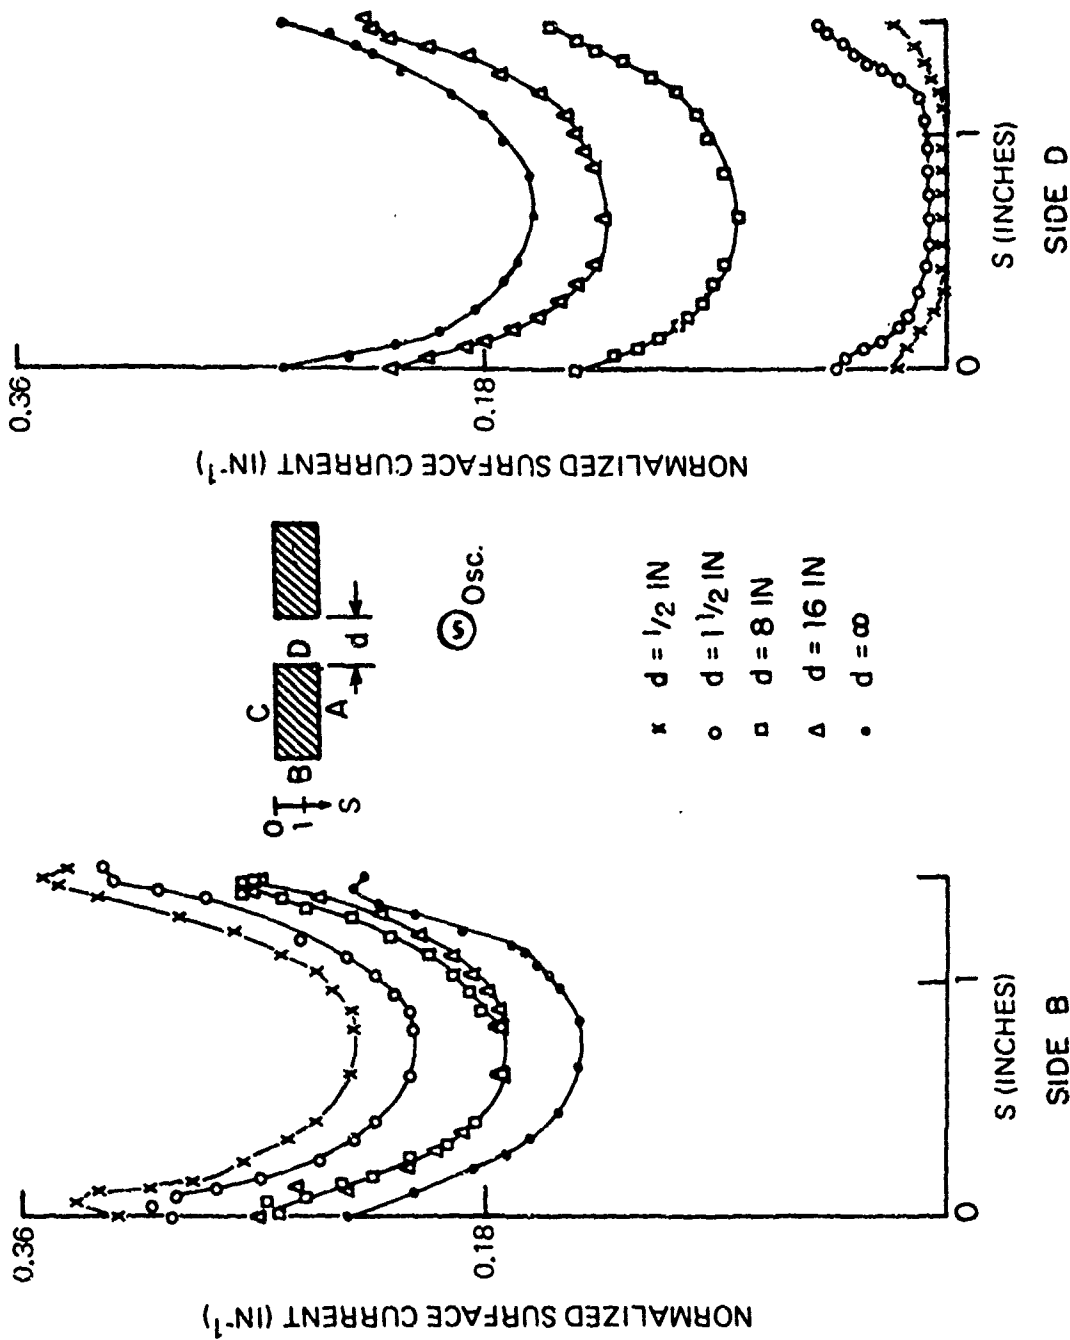 0.36
0.18
0
1
NORMALIZED SURFACE CURRENT (IN⁻¹)
S (INCHES)
SIDE B
0
1
S
B
C
A
D
d
S
Osc.
x d = 1/2 IN
o d = 1 1/2 IN
□ d = 8 IN
△ d = 16 IN
• d = ∞
0.36
0.18
0
1
NORMALIZED SURFACE CURRENT (IN⁻¹)
S (INCHES)
SIDE D